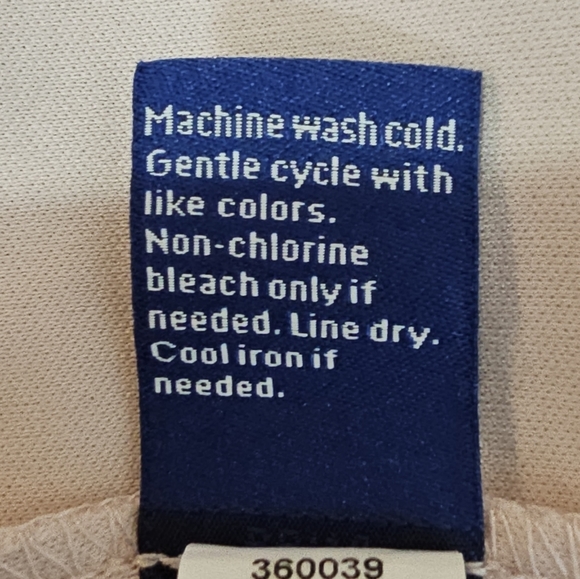 Machine wash cold.
Gentle cycle with
like colors.
Non-chlorine
bleach only if
needed. Line dry.
Cool iron if
needed.
360039